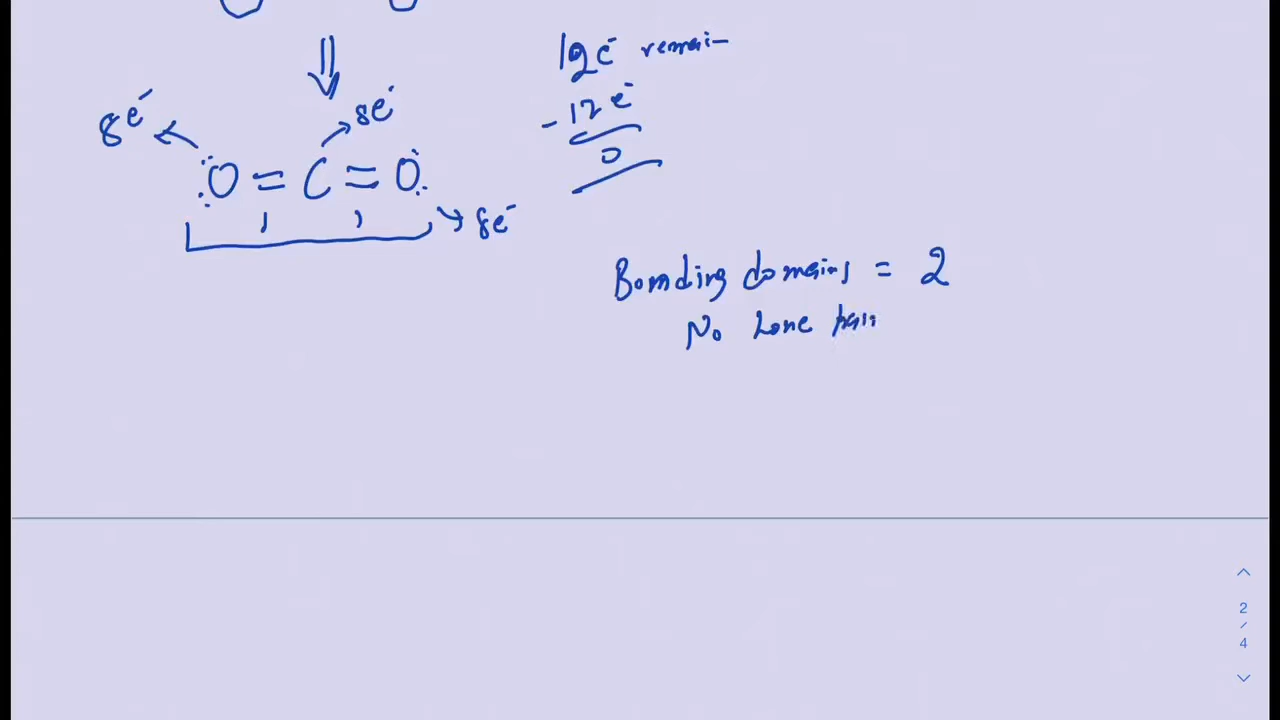 12e⁻ remain
-12e⁻
0
8e⁻
8e⁻
:Ö=C=Ö:
8e⁻
Bonding domains = 2
No Lone pair
2
/
4